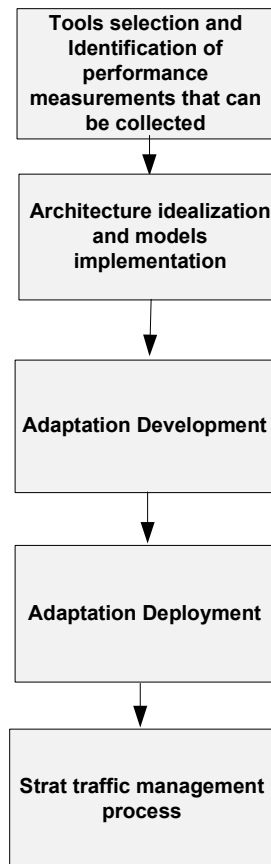 Tools selection and
Identification of
performance
measurements that can
be collected
Architecture idealization
and models
implementation
Adaptation Development
Adaptation Deployment
Strat traffic management
process